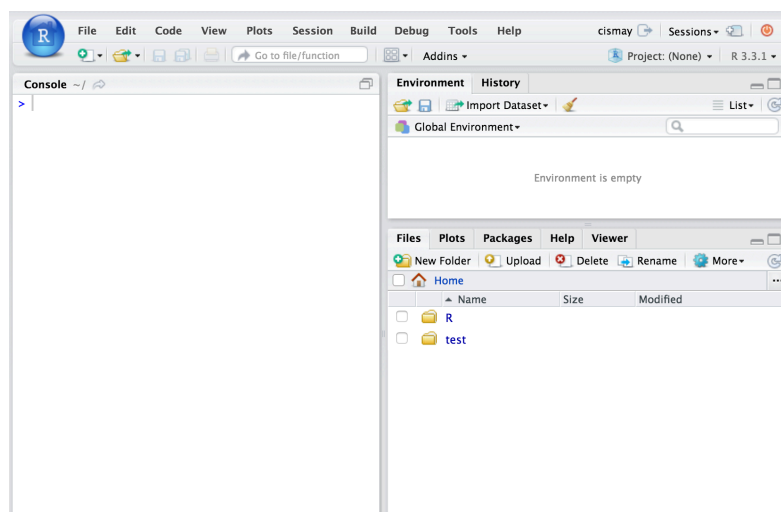 R File Edit Code View Plots Session Build Debug Tools Help cismay Sessions
Go to file/function Addins Project: (None) R 3.3.1
Console ~/
>
Environment History
Import Dataset List
Global Environment
Environment is empty
Files Plots Packages Help Viewer
New Folder Upload Delete Rename More
Home ...
Name Size Modified
R
test